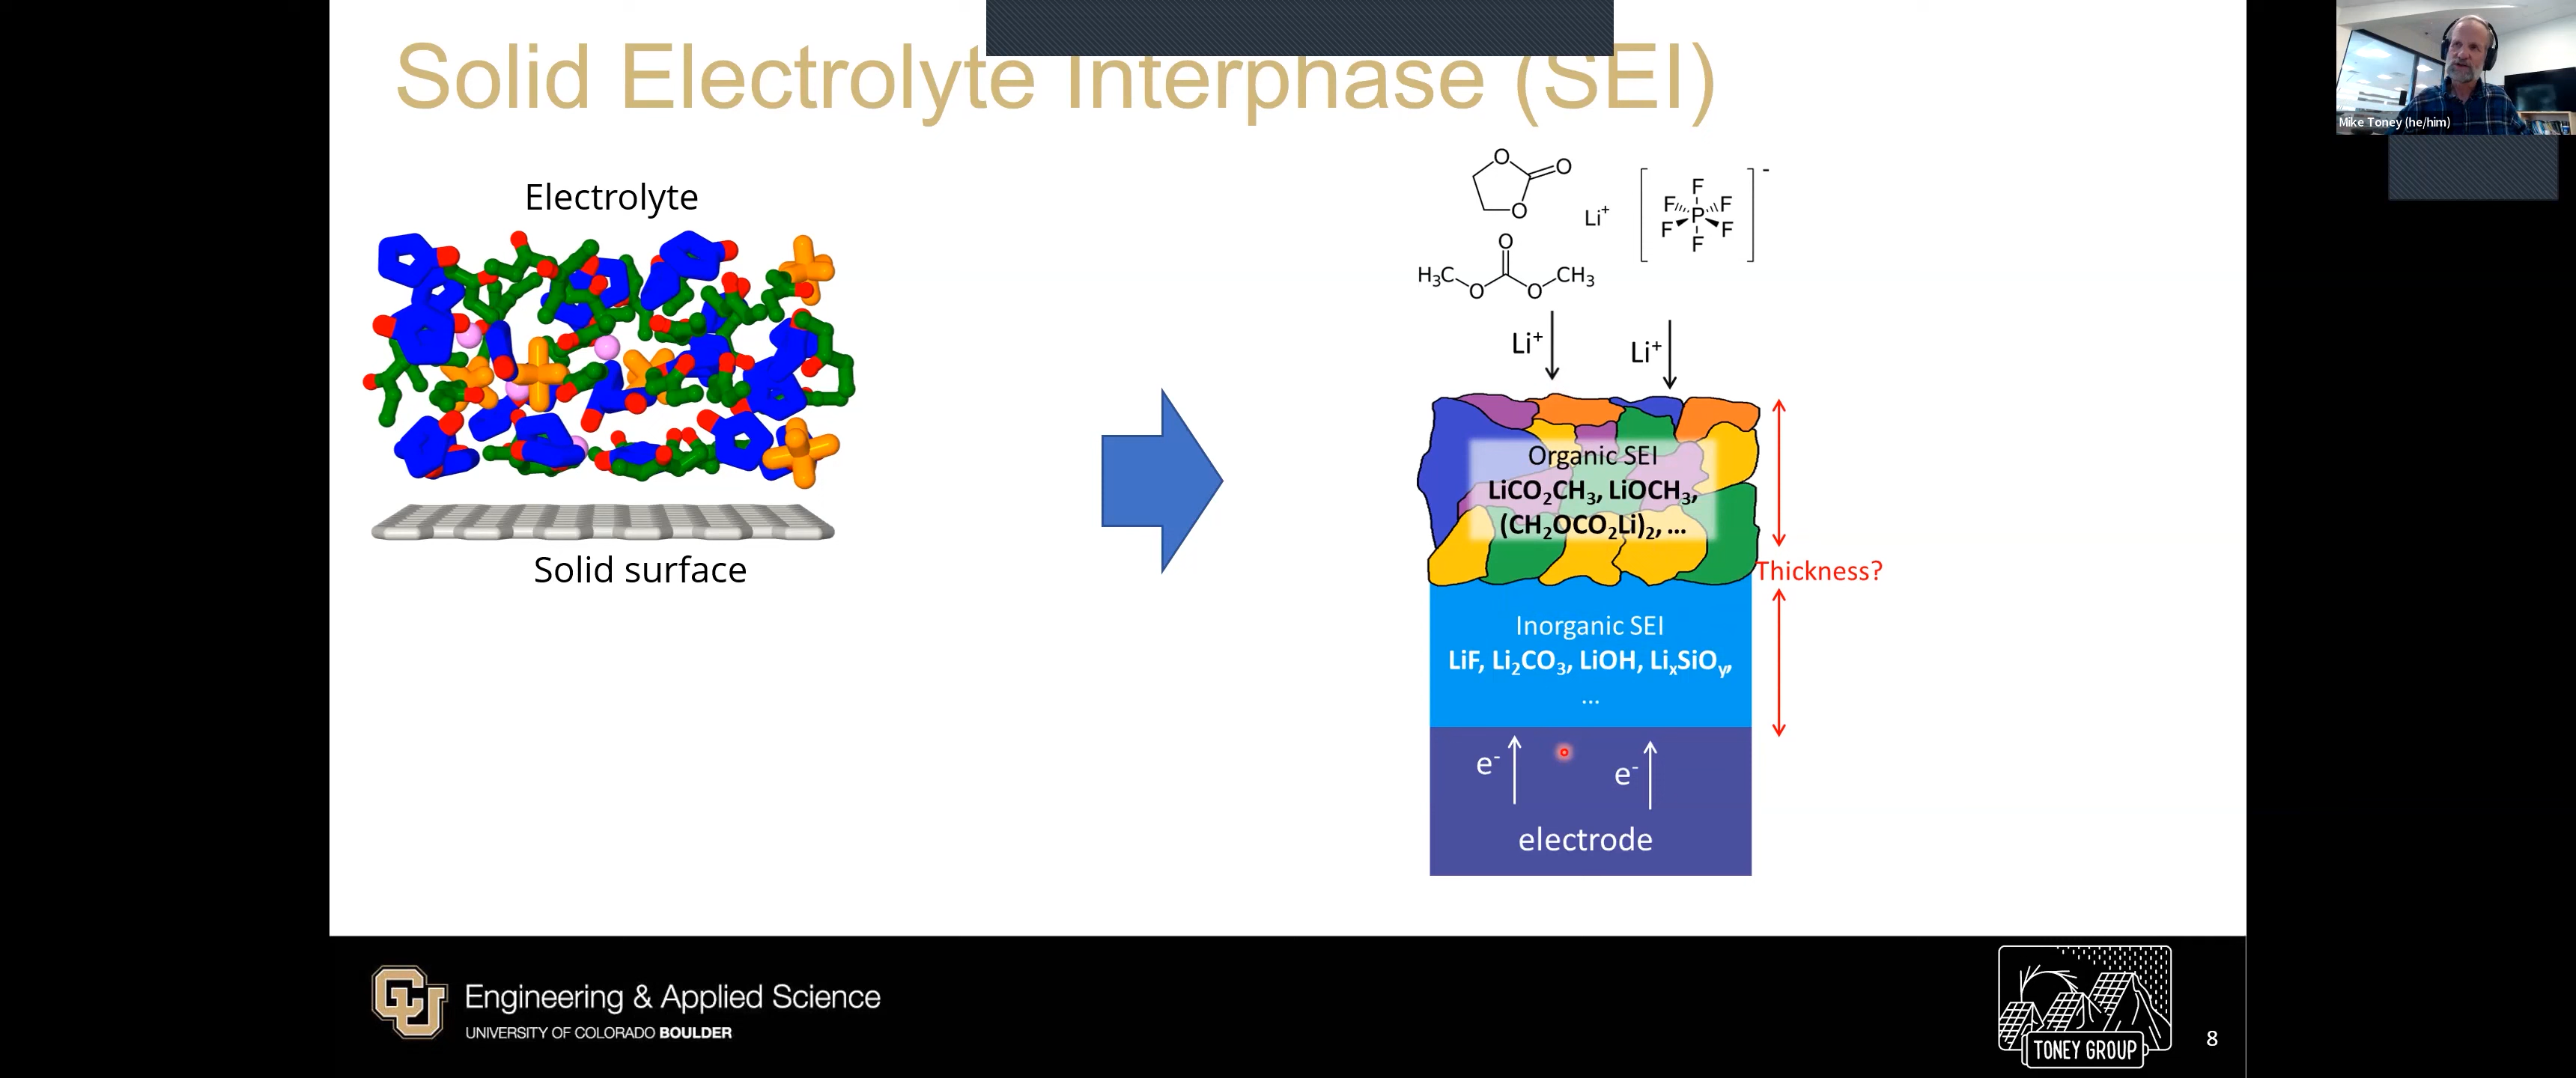 Solid Electrolyte Interphase (SEI)
Mike Toney (he/him)
Electrolyte
Solid surface
O
O
O
Li⁺
F
F F
P
F F
F
-
O
H₃C CH₃
O O
Li⁺
Li⁺
Organic SEI
LiCO₂CH₃, LiOCH₃,
(CH₂OCO₂Li)₂, ...
Thickness?
Inorganic SEI
LiF, Li₂CO₃, LiOH, LiₓSiOᵧ,
...
e⁻
e⁻
electrode
CU
Engineering & Applied Science
UNIVERSITY OF COLORADO BOULDER
TONEY GROUP
8